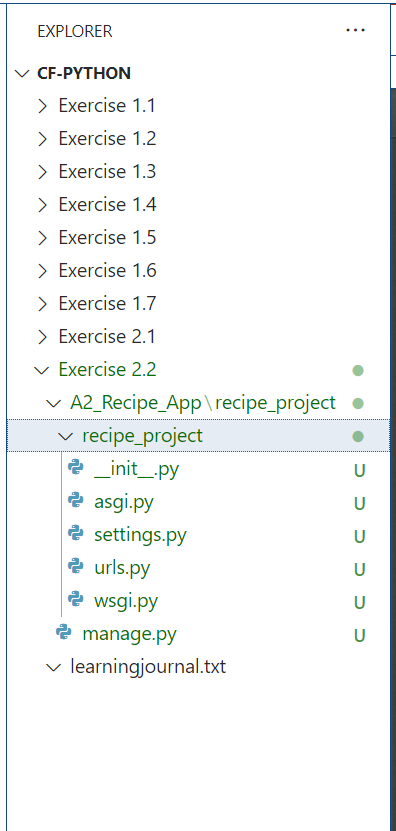 EXPLORER ...
CF-PYTHON
Exercise 1.1
Exercise 1.2
Exercise 1.3
Exercise 1.4
Exercise 1.5
Exercise 1.6
Exercise 1.7
Exercise 2.1
Exercise 2.2
A2_Recipe_App\recipe_project
recipe_project
__init__.py U
asgi.py U
settings.py U
urls.py U
wsgi.py U
manage.py U
learningjournal.txt